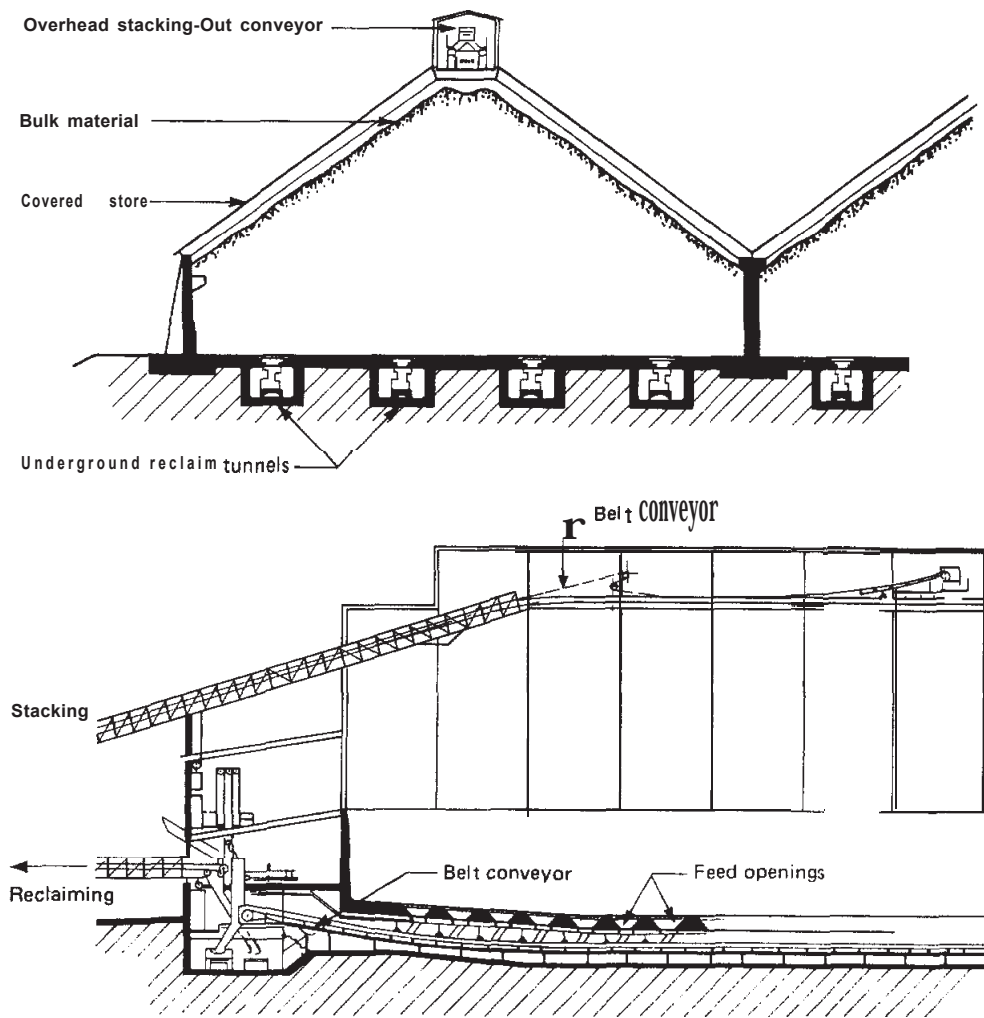 Overhead stacking-Out conveyor
Bulk material
Covered store
Underground reclaim tunnels
r Belt conveyor
Stacking
Belt conveyor
Feed openings
Reclaiming